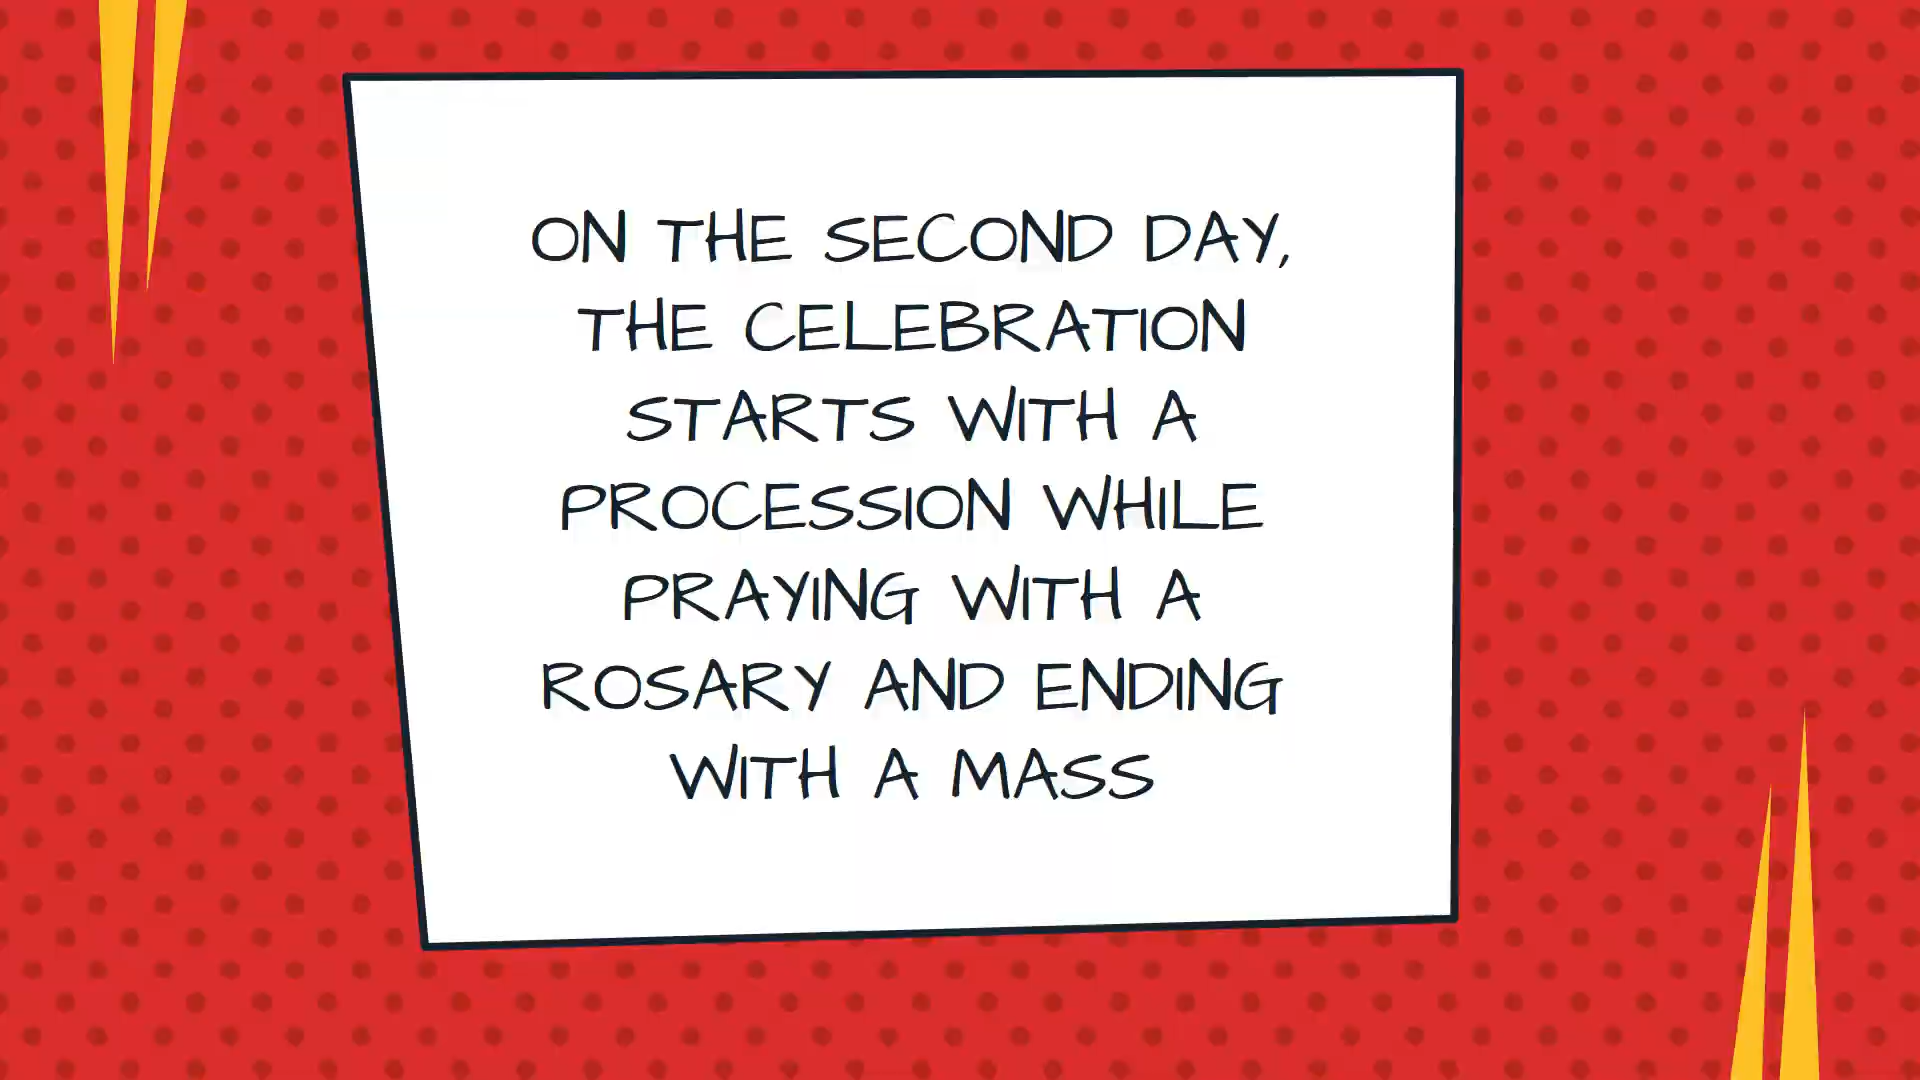 ON THE SECOND DAY,
THE CELEBRATION
STARTS WITH A
PROCESSION WHILE
PRAYING WITH A
ROSARY AND ENDING
WITH A MASS